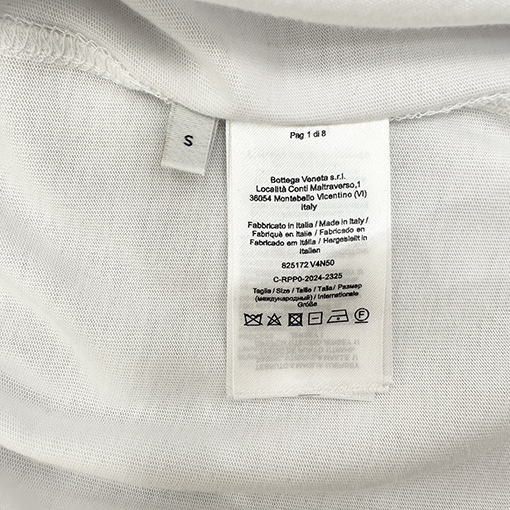 S
Pag 1 di 8
Bottega Veneta s.r.l.
Località Conti Maltraverso,1
36054 Montebello Vicentino (VI)
Italy
Fabbricato in Italia / Made in Italy /
Fabriqué en Italie / Fabricado en
Fabricado em Itália / Hergestellt in
Italien
825172 V4N50
C-RPP0-2024-2325
Taglia / Size / Taille / Talla / Размер
(международный) / Internationale
Größe